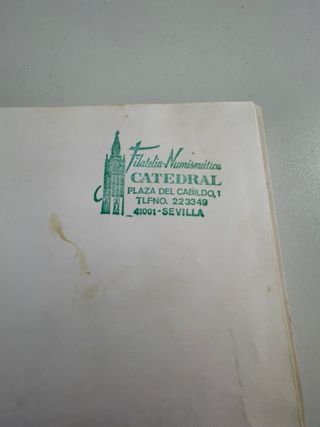 Filatelia-Numismática
CATEDRAL
PLAZA DEL CABILDO, 1
TLFNO. 223349
41001-SEVILLA